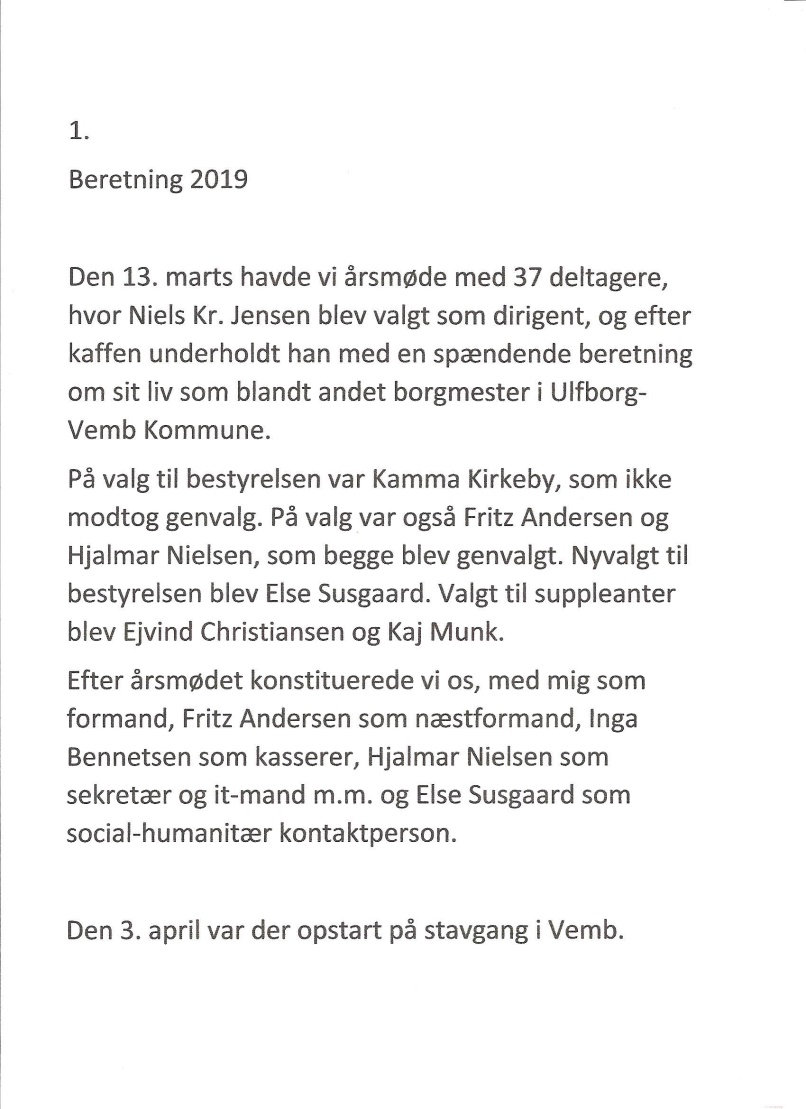 1.
Beretning 2019
Den 13. marts havde vi årsmøde med 37 deltagere,
hvor Niels Kr. Jensen blev valgt som dirigent, og efter
kaffen underholdt han med en spændende beretning
om sit liv som blandt andet borgmester i Ulfborg-
Vemb Kommune.
På valg til bestyrelsen var Kamma Kirkeby, som ikke
modtog genvalg. På valg var også Fritz Andersen og
Hjalmar Nielsen, som begge blev genvalgt. Nyvalgt til
bestyrelsen blev Else Susgaard. Valgt til suppleanter
blev Ejvind Christiansen og Kaj Munk.
Efter årsmødet konstituerede vi os, med mig som
formand, Fritz Andersen som næstformand, Inga
Bennetsen som kasserer, Hjalmar Nielsen som
sekretær og it-mand m.m. og Else Susgaard som
social-humanitær kontaktperson.
Den 3. april var der opstart på stavgang i Vemb.